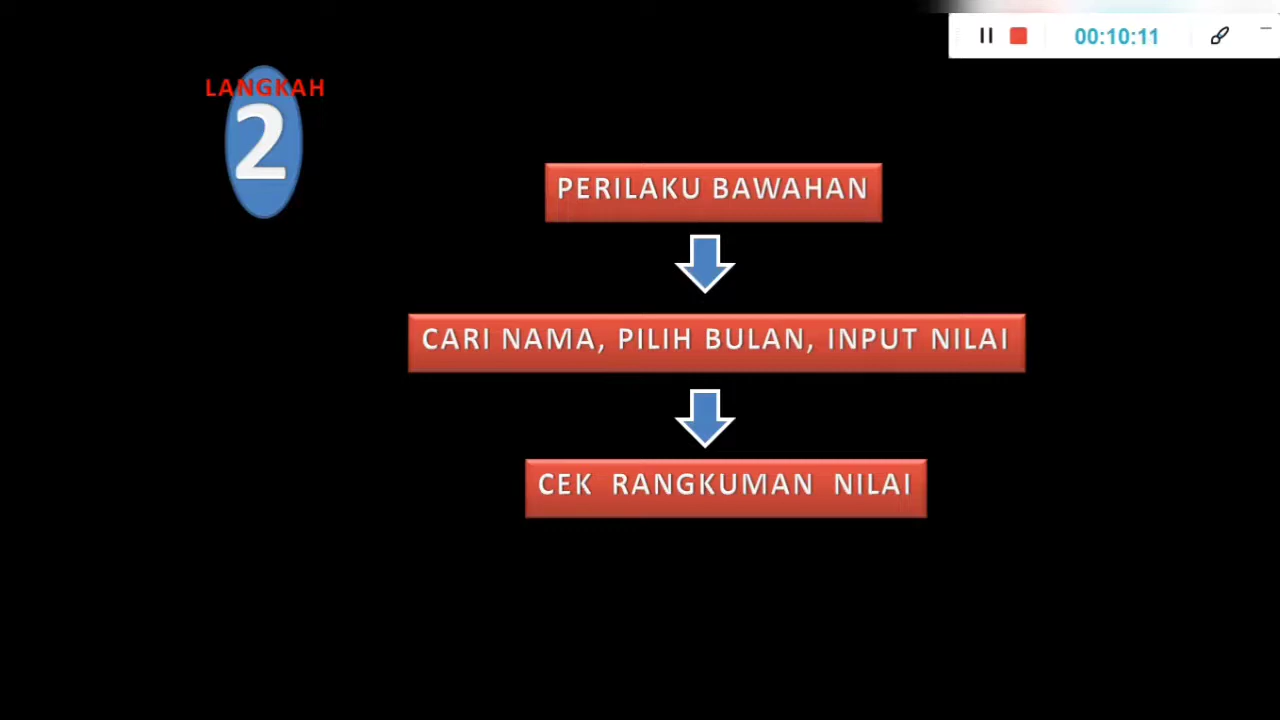 00:10:11
LANGKAH
2
PERILAKU BAWAHAN
CARI NAMA, PILIH BULAN, INPUT NILAI
CEK RANGKUMAN NILAI